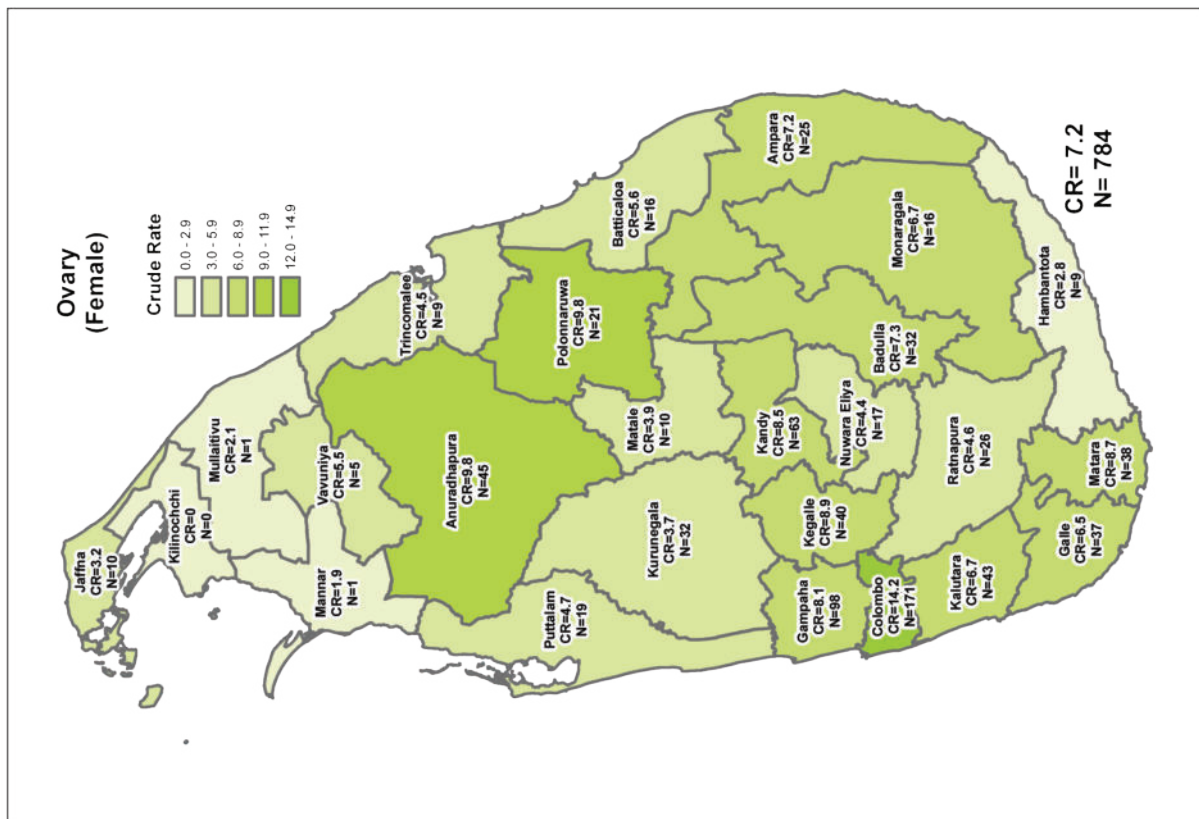 Ovary
(Female)
Crude Rate
0.0 - 2.9
3.0 - 5.9
6.0 - 8.9
9.0 - 11.9
12.0 - 14.9
Jaffna
CR=3.2
N=10
Kilinochchi
CR=0
N=0
Mullaitivu
CR=2.1
N=1
Mannar
CR=1.9
N=1
Vavuniya
CR=5.5
N=5
Trincomalee
CR=4.5
N=9
Anuradhapura
CR=9.8
N=45
Polonnaruwa
CR=9.8
N=21
Puttalam
CR=4.7
N=19
Kurunegala
CR=3.7
N=32
Matale
CR=3.9
N=10
Batticaloa
CR=5.6
N=16
Ampara
CR=7.2
N=25
Kandy
CR=8.5
N=63
Kegalle
CR=8.9
N=40
Gampaha
CR=8.1
N=98
Colombo
CR=14.2
N=171
Nuwara Eliya
CR=4.4
N=17
Badulla
CR=7.3
N=32
Monaragala
CR=6.7
N=16
Kalutara
CR=6.7
N=43
Ratnapura
CR=4.6
N=26
Galle
CR=6.5
N=37
Matara
CR=8.7
N=38
Hambantota
CR=2.8
N=9
CR= 7.2
N= 784